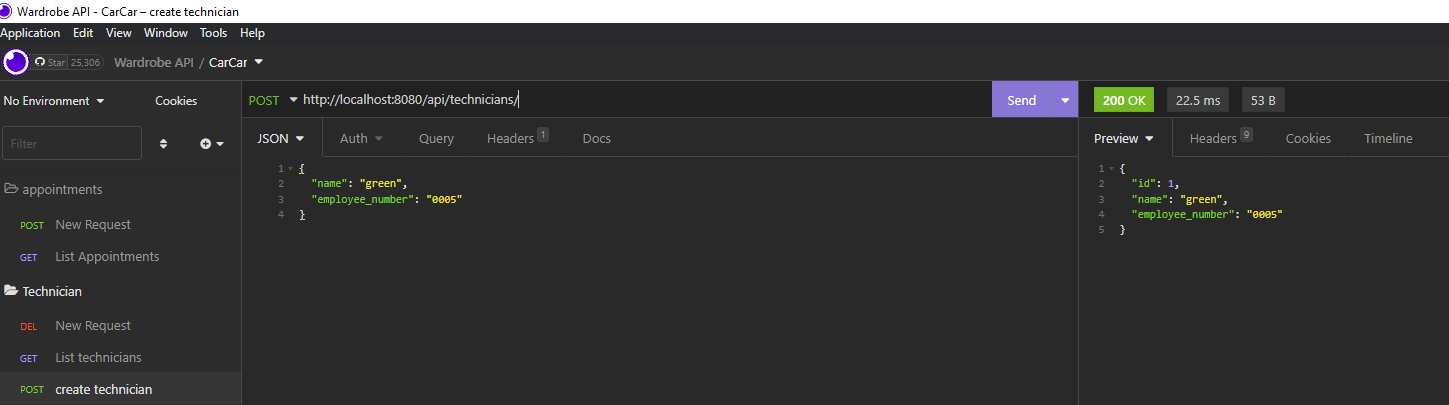 Wardrobe API - CarCar – create technician
Application Edit View Window Tools Help
Star 25,306 Wardrobe API / CarCar
No Environment Cookies
Filter
appointments
POST New Request
GET List Appointments
Technician
DEL New Request
GET List technicians
POST create technician
POST http://localhost:8080/api/technicians/ Send
JSON Auth Query Headers 1 Docs
1 {
2 "name": "green",
3 "employee_number": "0005"
4 }
200 OK 22.5 ms 53 B
Preview Headers 9 Cookies Timeline
1 {
2 "id": 1,
3 "name": "green",
4 "employee_number": "0005"
5 }